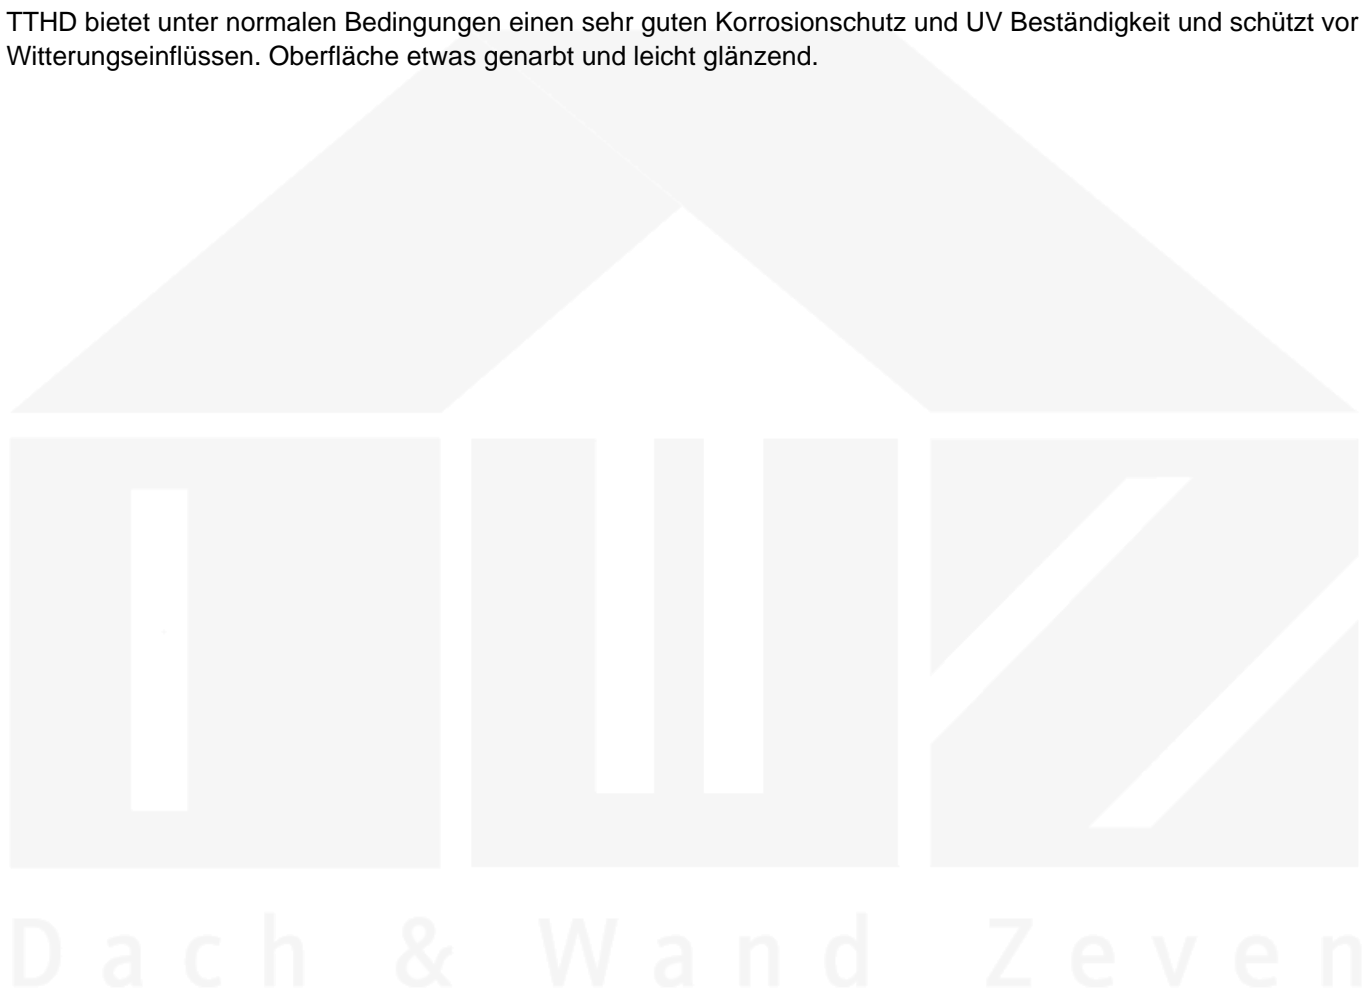 TTHD bietet unter normalen Bedingungen einen sehr guten Korrosionschutz und UV Beständigkeit und schützt vor
Witterungseinflüssen. Oberfläche etwas genarbt und leicht glänzend.
Dach & Wand Zeven